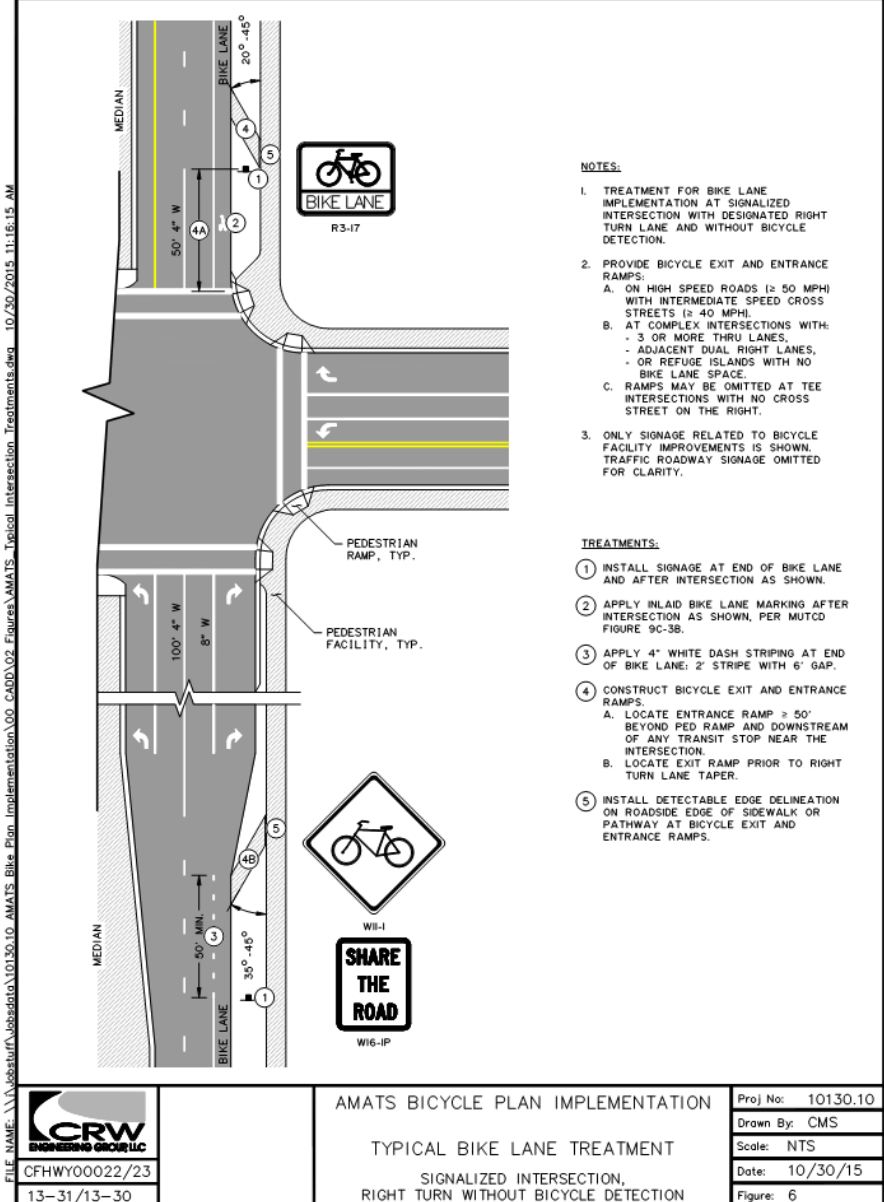 FILE NAME: \\\Jobstuff\Jobsdata\10130.10 AMATS Bike Plan Implementation\00 CADD\02 Figures\AMATS_Typical Intersection Treatments.dwg 10/30/2015 11:16:15 AM
MEDIAN
BIKE LANE
20°-45°
4
5
1
50' 4" W
4A
2
BIKE LANE
R3-17
PEDESTRIAN
RAMP, TYP.
PEDESTRIAN
FACILITY, TYP.
100' 4" W
8" W
5
4B
MEDIAN
50' MIN.
3
35°-45°
1
BIKE LANE
W11-1
SHARE
THE
ROAD
W16-1P
NOTES:
1. TREATMENT FOR BIKE LANE
IMPLEMENTATION AT SIGNALIZED
INTERSECTION WITH DESIGNATED RIGHT
TURN LANE AND WITHOUT BICYCLE
DETECTION.
2. PROVIDE BICYCLE EXIT AND ENTRANCE
RAMPS:
A. ON HIGH SPEED ROADS (≥ 50 MPH)
WITH INTERMEDIATE SPEED CROSS
STREETS (≥ 40 MPH).
B. AT COMPLEX INTERSECTIONS WITH:
- 3 OR MORE THRU LANES,
- ADJACENT DUAL RIGHT LANES,
- OR REFUGE ISLANDS WITH NO
BIKE LANE SPACE.
C. RAMPS MAY BE OMITTED AT TEE
INTERSECTIONS WITH NO CROSS
STREET ON THE RIGHT.
3. ONLY SIGNAGE RELATED TO BICYCLE
FACILITY IMPROVEMENTS IS SHOWN.
TRAFFIC ROADWAY SIGNAGE OMITTED
FOR CLARITY.
TREATMENTS:
1 INSTALL SIGNAGE AT END OF BIKE LANE
AND AFTER INTERSECTION AS SHOWN.
2 APPLY INLAID BIKE LANE MARKING AFTER
INTERSECTION AS SHOWN, PER MUTCD
FIGURE 9C-3B.
3 APPLY 4" WHITE DASH STRIPING AT END
OF BIKE LANE: 2' STRIPE WITH 6' GAP.
4 CONSTRUCT BICYCLE EXIT AND ENTRANCE
RAMPS.
A. LOCATE ENTRANCE RAMP ≥ 50'
BEYOND PED RAMP AND DOWNSTREAM
OF ANY TRANSIT STOP NEAR THE
INTERSECTION.
B. LOCATE EXIT RAMP PRIOR TO RIGHT
TURN LANE TAPER.
5 INSTALL DETECTABLE EDGE DELINEATION
ON ROADSIDE EDGE OF SIDEWALK OR
PATHWAY AT BICYCLE EXIT AND
ENTRANCE RAMPS.
CRW
ENGINEERING GROUP, LLC
CFHWY00022/23
13-31/13-30
AMATS BICYCLE PLAN IMPLEMENTATION
TYPICAL BIKE LANE TREATMENT
SIGNALIZED INTERSECTION,
RIGHT TURN WITHOUT BICYCLE DETECTION
Proj No: 10130.10
Drawn By: CMS
Scale: NTS
Date: 10/30/15
Figure: 6